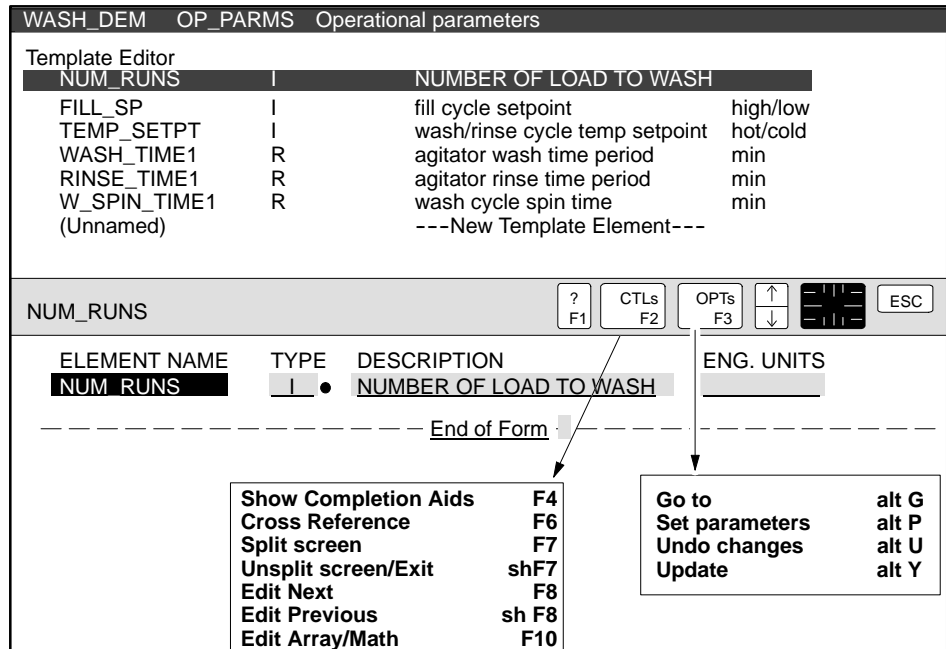 WASH_DEM OP_PARMS Operational parameters
Template Editor
NUM_RUNS I NUMBER OF LOAD TO WASH
FILL_SP I fill cycle setpoint high/low
TEMP_SETPT I wash/rinse cycle temp setpoint hot/cold
WASH_TIME1 R agitator wash time period min
RINSE_TIME1 R agitator rinse time period min
W_SPIN_TIME1 R wash cycle spin time min
(Unnamed) ---New Template Element---
NUM_RUNS ? F1 CTLs F2 OPTs F3 ↑ ↓ ESC
ELEMENT NAME TYPE DESCRIPTION ENG. UNITS
NUM_RUNS I NUMBER OF LOAD TO WASH
End of Form
Show Completion Aids F4
Cross Reference F6
Split screen F7
Unsplit screen/Exit shF7
Edit Next F8
Edit Previous sh F8
Edit Array/Math F10
Go to alt G
Set parameters alt P
Undo changes alt U
Update alt Y